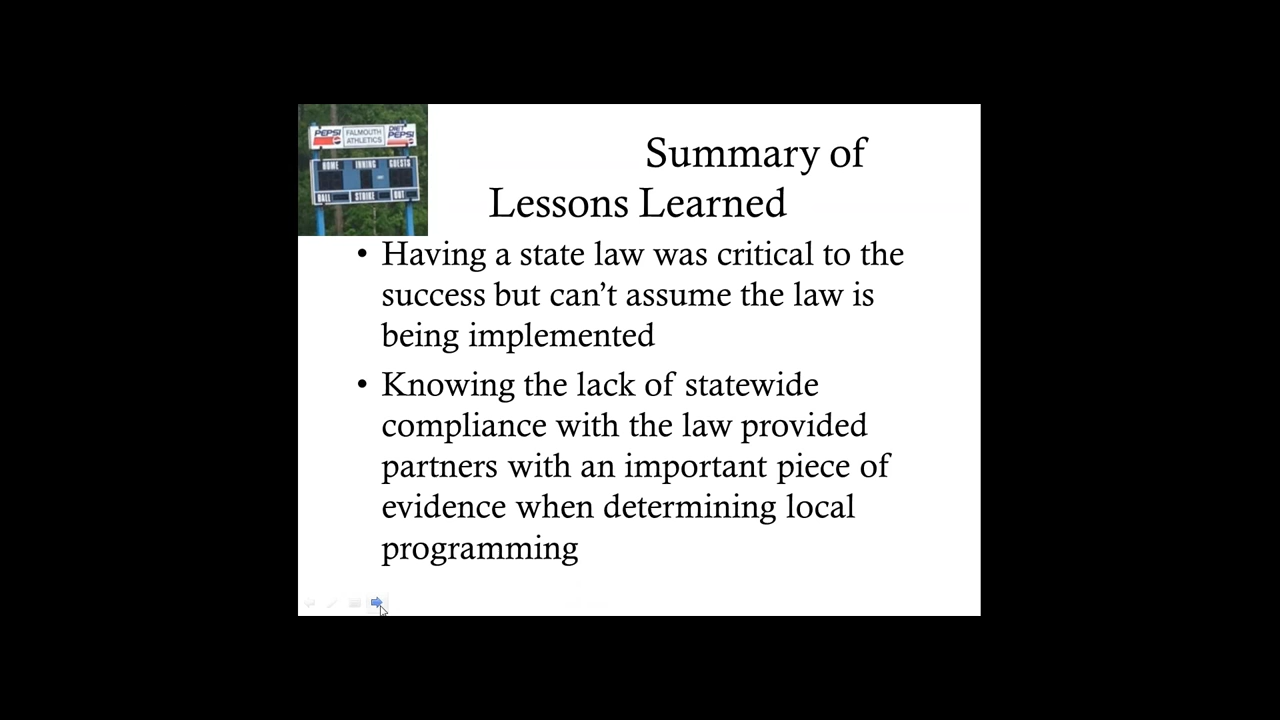 PEPSI
FALMOUTH
ATHLETICS
DIET
PEPSI
HOME INNING GUESTS
BALL STRIKE OUT
Summary of
Lessons Learned
• Having a state law was critical to the
success but can’t assume the law is
being implemented
• Knowing the lack of statewide
compliance with the law provided
partners with an important piece of
evidence when determining local
programming